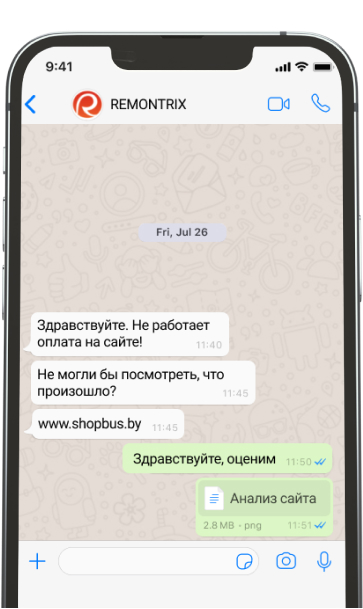 9:41
REMONTRIX
Fri, Jul 26
Здравствуйте. Не работает
оплата на сайте!
11:40
Не могли бы посмотреть, что
произошло?
11:45
www.shopbus.by
11:45
Здравствуйте, оценим
11:50
Анализ сайта
2.8 MB · png
11:51